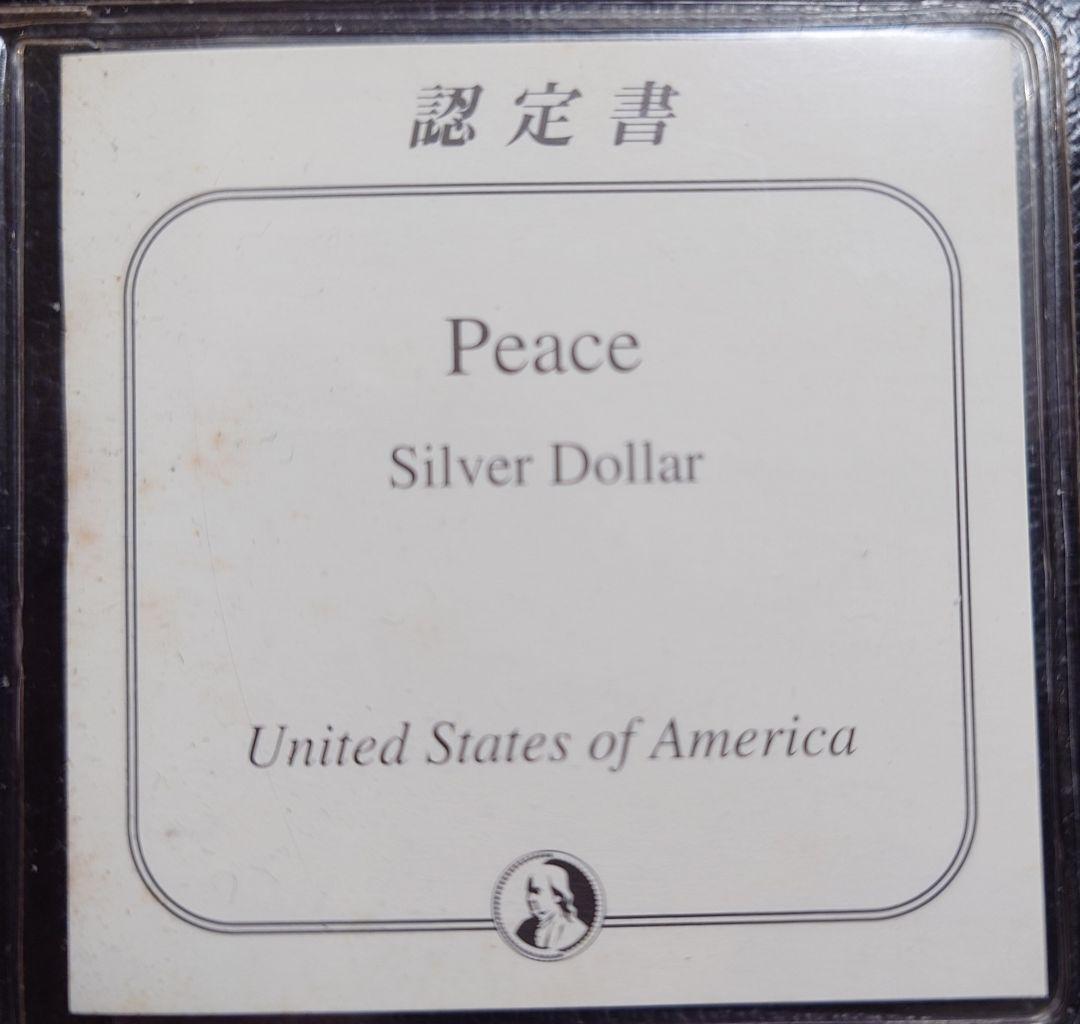 認定書
Peace
Silver Dollar
United States of America